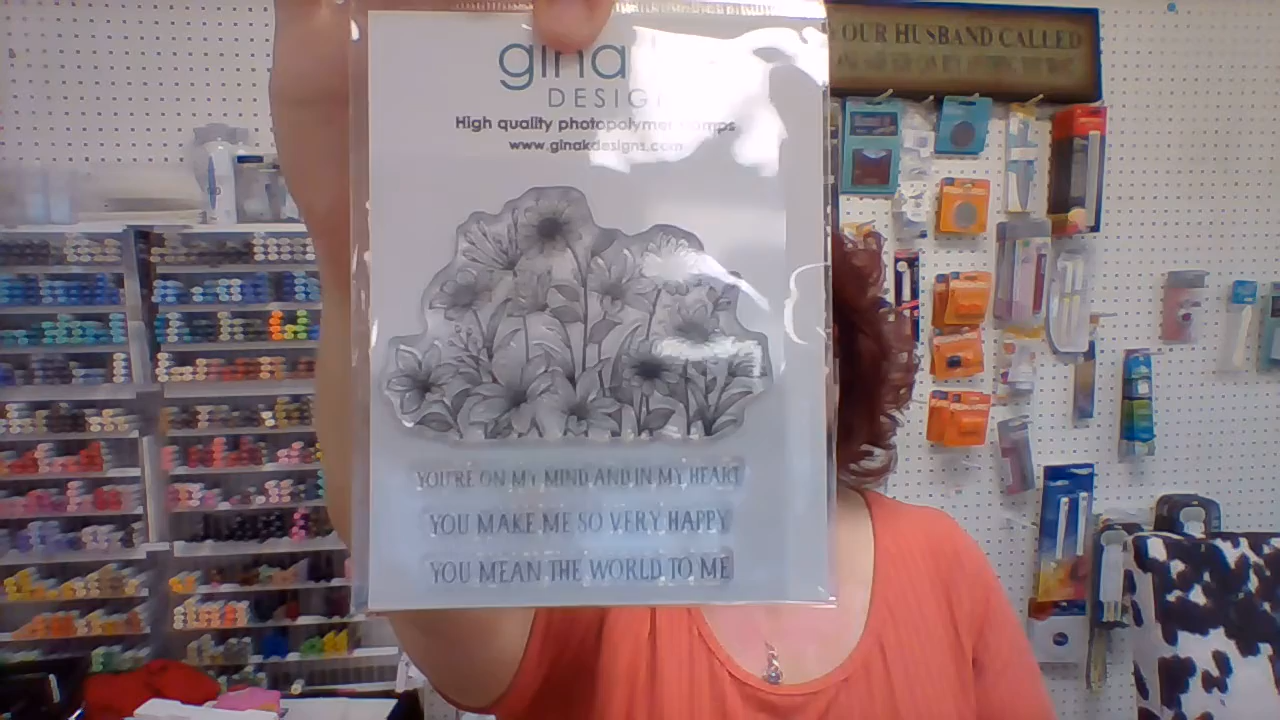 gina
DESIG
High quality photopolymer stamps
www.ginakdesigns.com
YOU'RE ON MY MIND AND IN MY HEART
YOU MAKE ME SO VERY HAPPY
YOU MEAN THE WORLD TO ME
YOUR HUSBAND CALLED